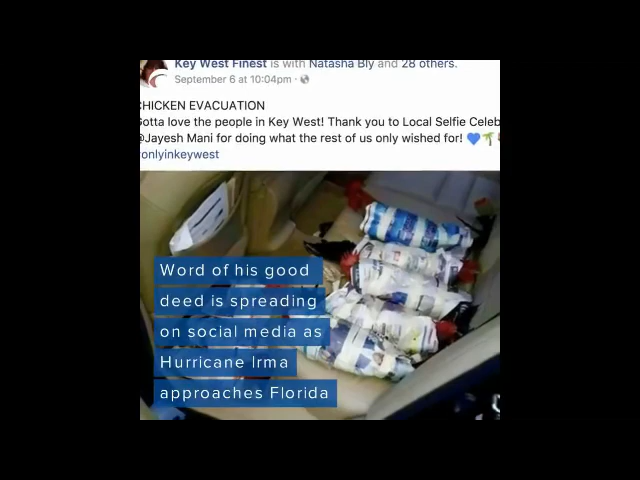 Key West Finest is with Natasha Bly and 28 others.
September 6 at 10:04pm ·
CHICKEN EVACUATION
Gotta love the people in Key West! Thank you to Local Selfie Celeb
@Jayesh Mani for doing what the rest of us only wished for!
#onlyinkeywest
Word of his good
deed is spreading
on social media as
Hurricane Irma
approaches Florida